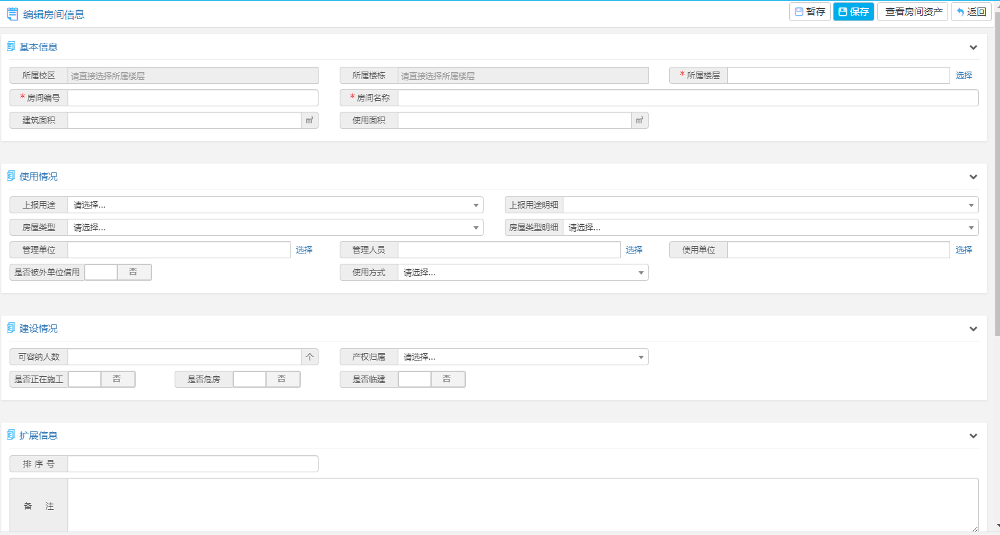 编辑房间信息 暂存 保存 查看房间资产 返回
基本信息
所属校区 请直接选择所属楼层 所属楼栋 请直接选择所属楼层 * 所属楼层 选择
* 房间编号 * 房间名称
建筑面积 ㎡ 使用面积 ㎡
使用情况
上报用途 请选择... 上报用途明细
房屋类型 请选择... 房屋类型明细 请选择...
管理单位 选择 管理人员 选择 使用单位 选择
是否被外单位借用 否 使用方式 请选择...
建设情况
可容纳人数 个 产权归属 请选择...
是否正在施工 否 是否危房 否 是否临建 否
扩展信息
排 序 号
备 注